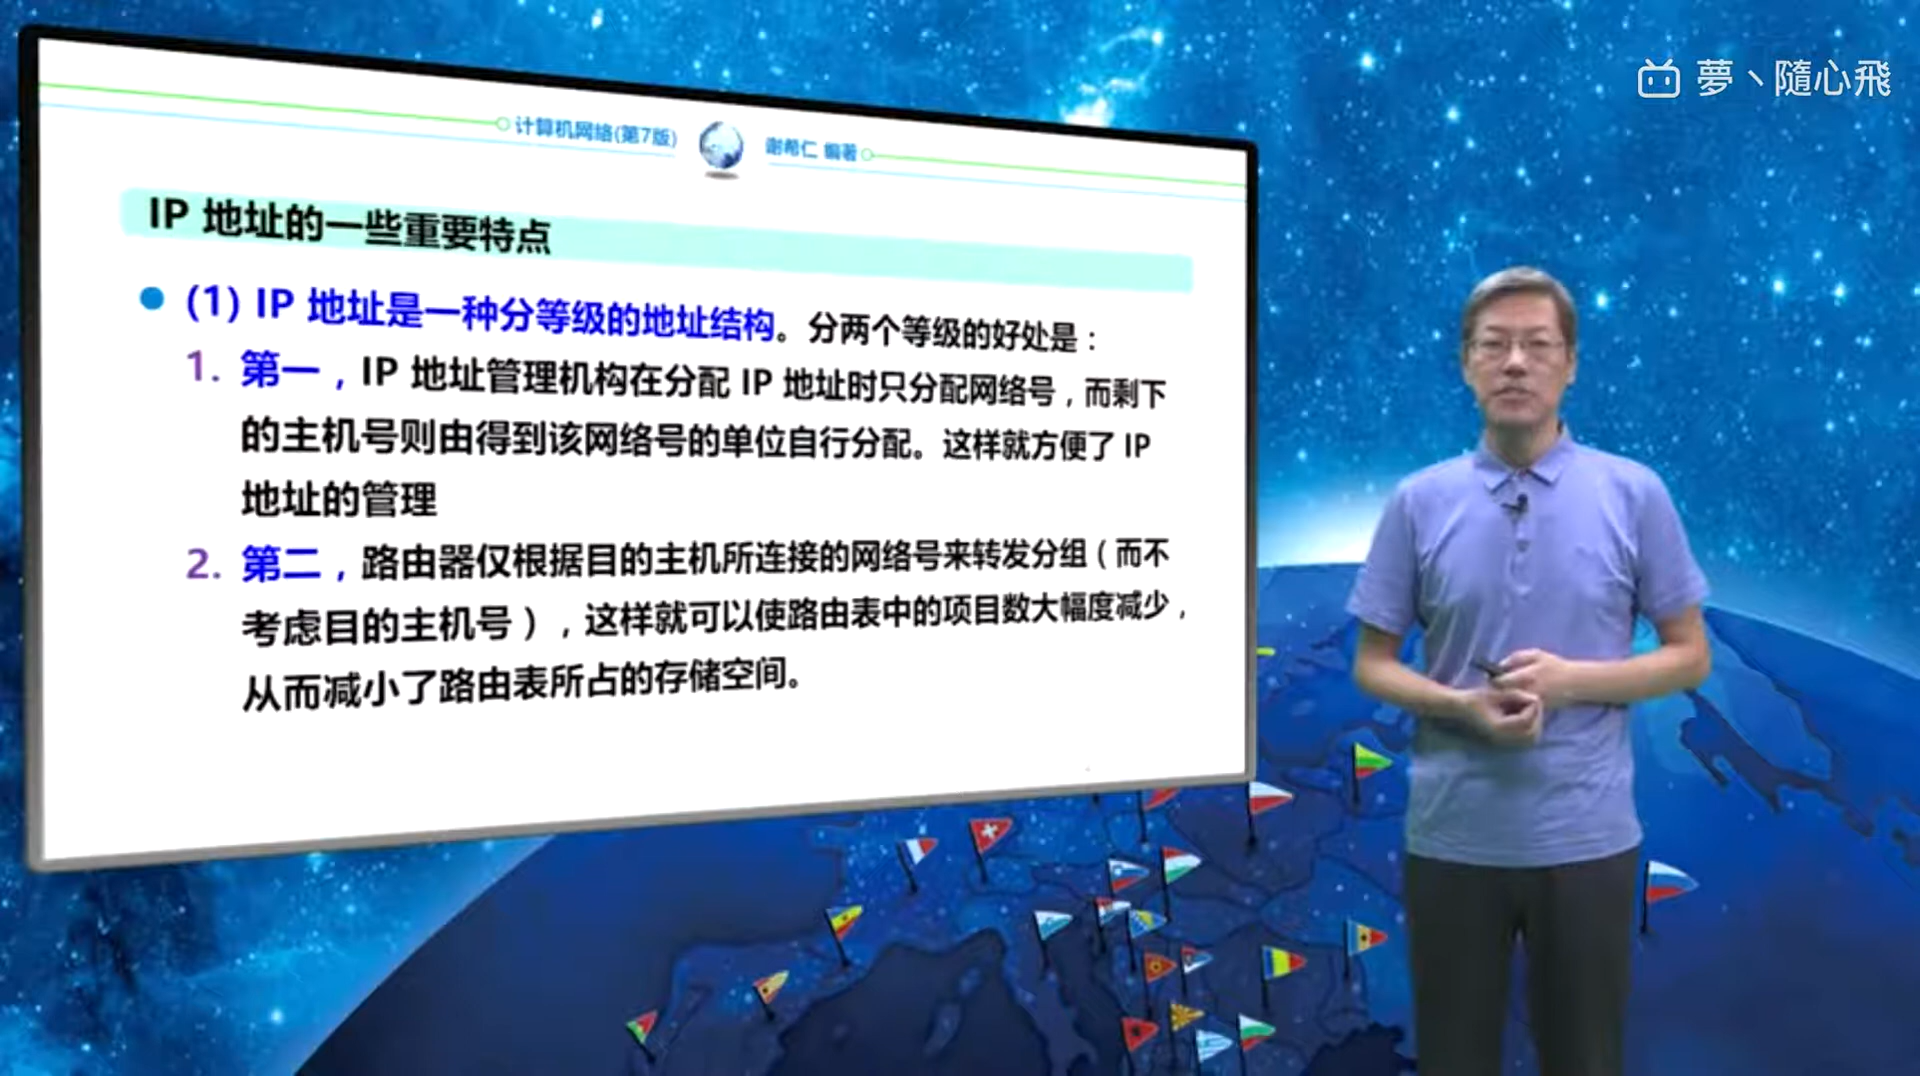 夢丶隨心飛
计算机网络(第7版)
谢希仁 编著
IP 地址的一些重要特点
(1) IP 地址是一种分等级的地址结构。分两个等级的好处是：
1. 第一，IP 地址管理机构在分配 IP 地址时只分配网络号，而剩下
的主机号则由得到该网络号的单位自行分配。这样就方便了 IP
地址的管理
2. 第二，路由器仅根据目的主机所连接的网络号来转发分组（而不
考虑目的主机号），这样就可以使路由表中的项目数大幅度减少，
从而减小了路由表所占的存储空间。